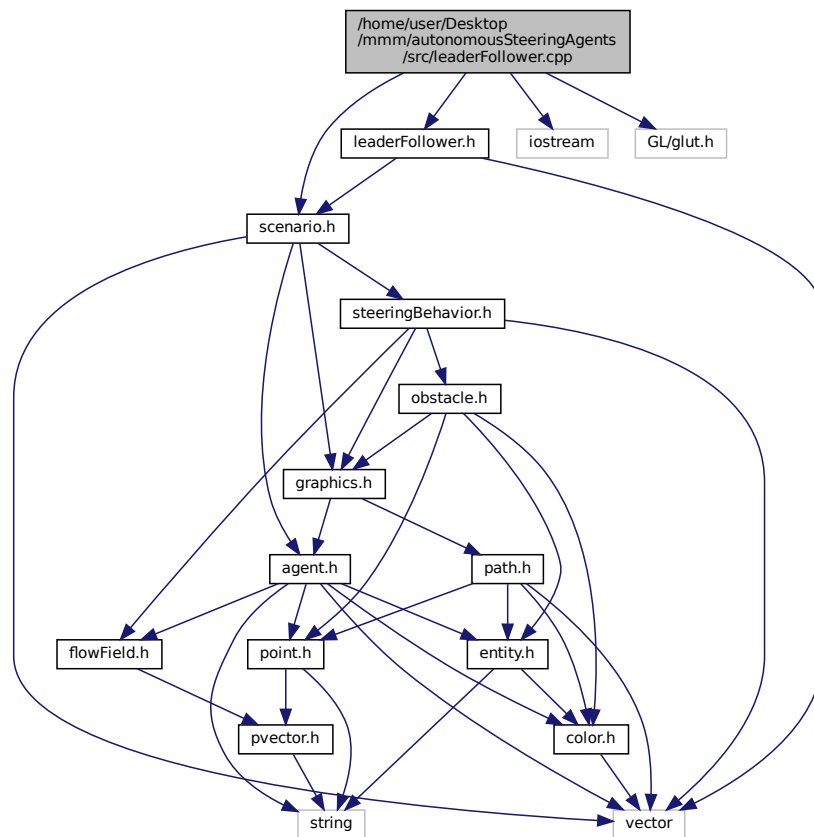 /home/user/Desktop
/mmm/autonomousSteeringAgents
/src/leaderFollower.cpp
leaderFollower.h
iostream
GL/glut.h
scenario.h
steeringBehavior.h
obstacle.h
graphics.h
agent.h
path.h
flowField.h
point.h
entity.h
pvector.h
color.h
string
vector